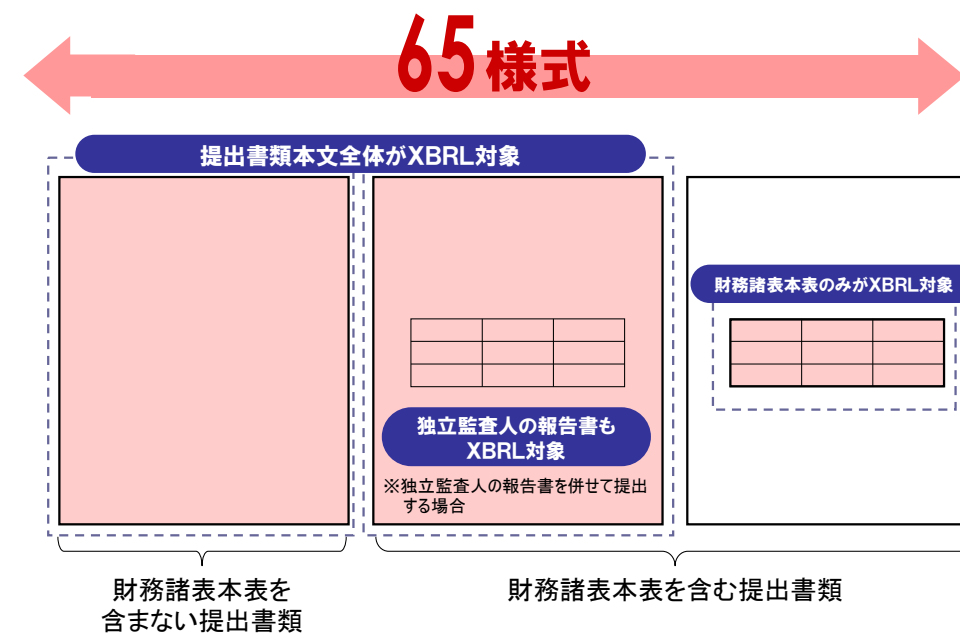 65様式
提出書類本文全体がXBRL対象
財務諸表本表のみがXBRL対象
独立監査人の報告書も
XBRL対象
※独立監査人の報告書を併せて提出
する場合
財務諸表本表を
含まない提出書類
財務諸表本表を含む提出書類